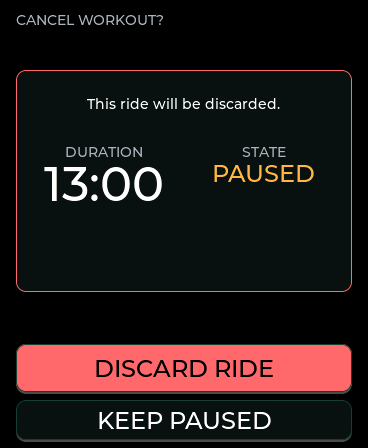 CANCEL WORKOUT?
This ride will be discarded.
DURATION
13:00
STATE
PAUSED
DISCARD RIDE
KEEP PAUSED